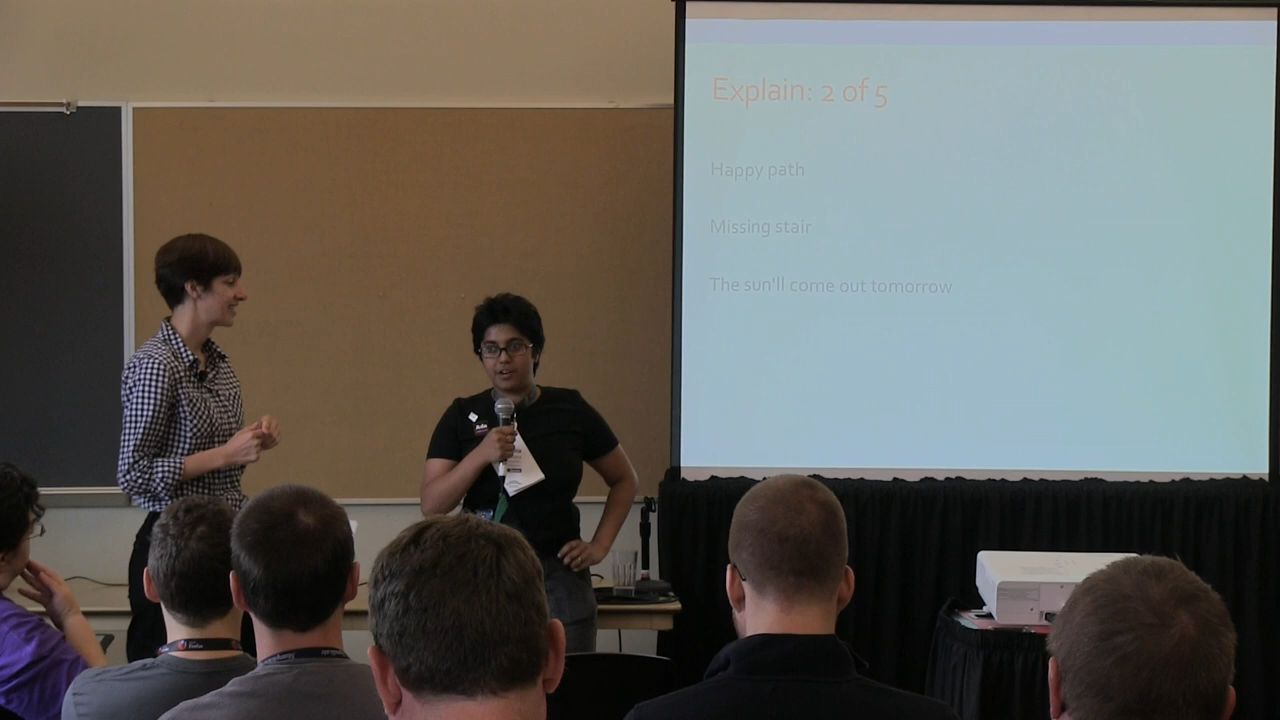 Explain: 2 of 5
Happy path
Missing stair
The sun'll come out tomorrow